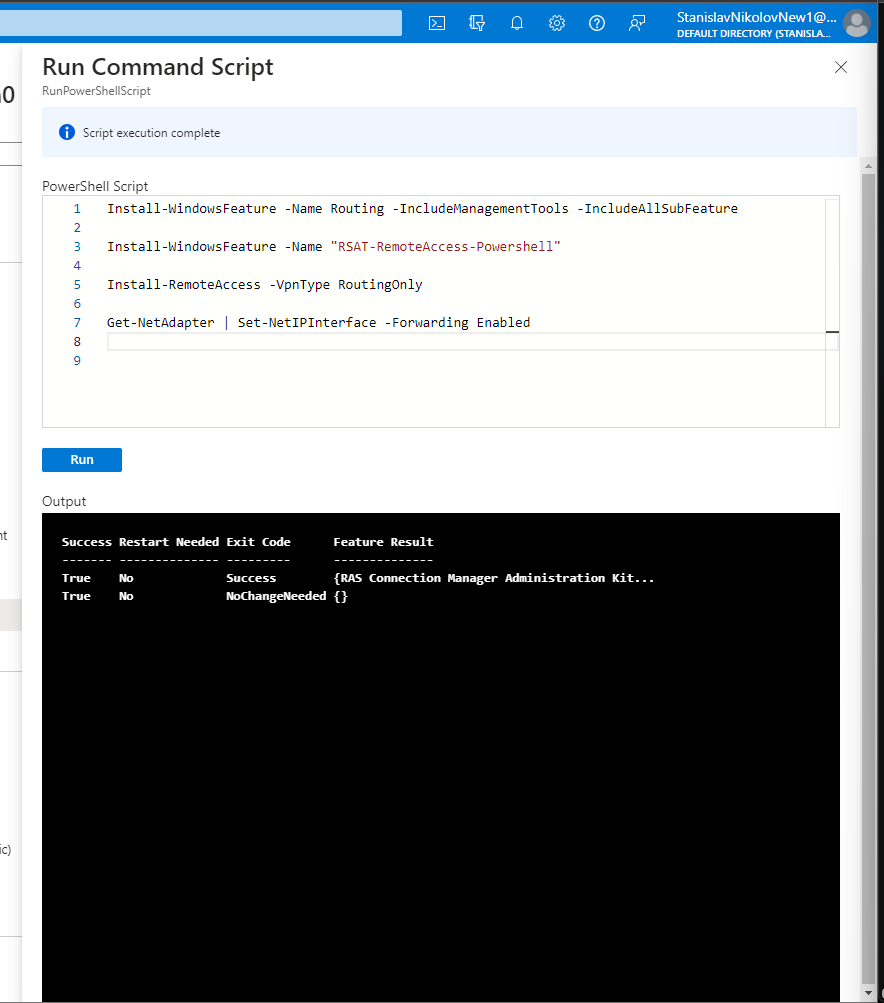 StanislavNikolovNew1@...
DEFAULT DIRECTORY (STANISLA...
Run Command Script
RunPowerShellScript
Script execution complete
PowerShell Script
1 Install-WindowsFeature -Name Routing -IncludeManagementTools -IncludeAllSubFeature
2
3 Install-WindowsFeature -Name "RSAT-RemoteAccess-Powershell"
4
5 Install-RemoteAccess -VpnType RoutingOnly
6
7 Get-NetAdapter | Set-NetIPInterface -Forwarding Enabled
8
9
Run
Output
Success Restart Needed Exit Code Feature Result
------- -------------- --------- --------------
True No Success {RAS Connection Manager Administration Kit...
True No NoChangeNeeded {}